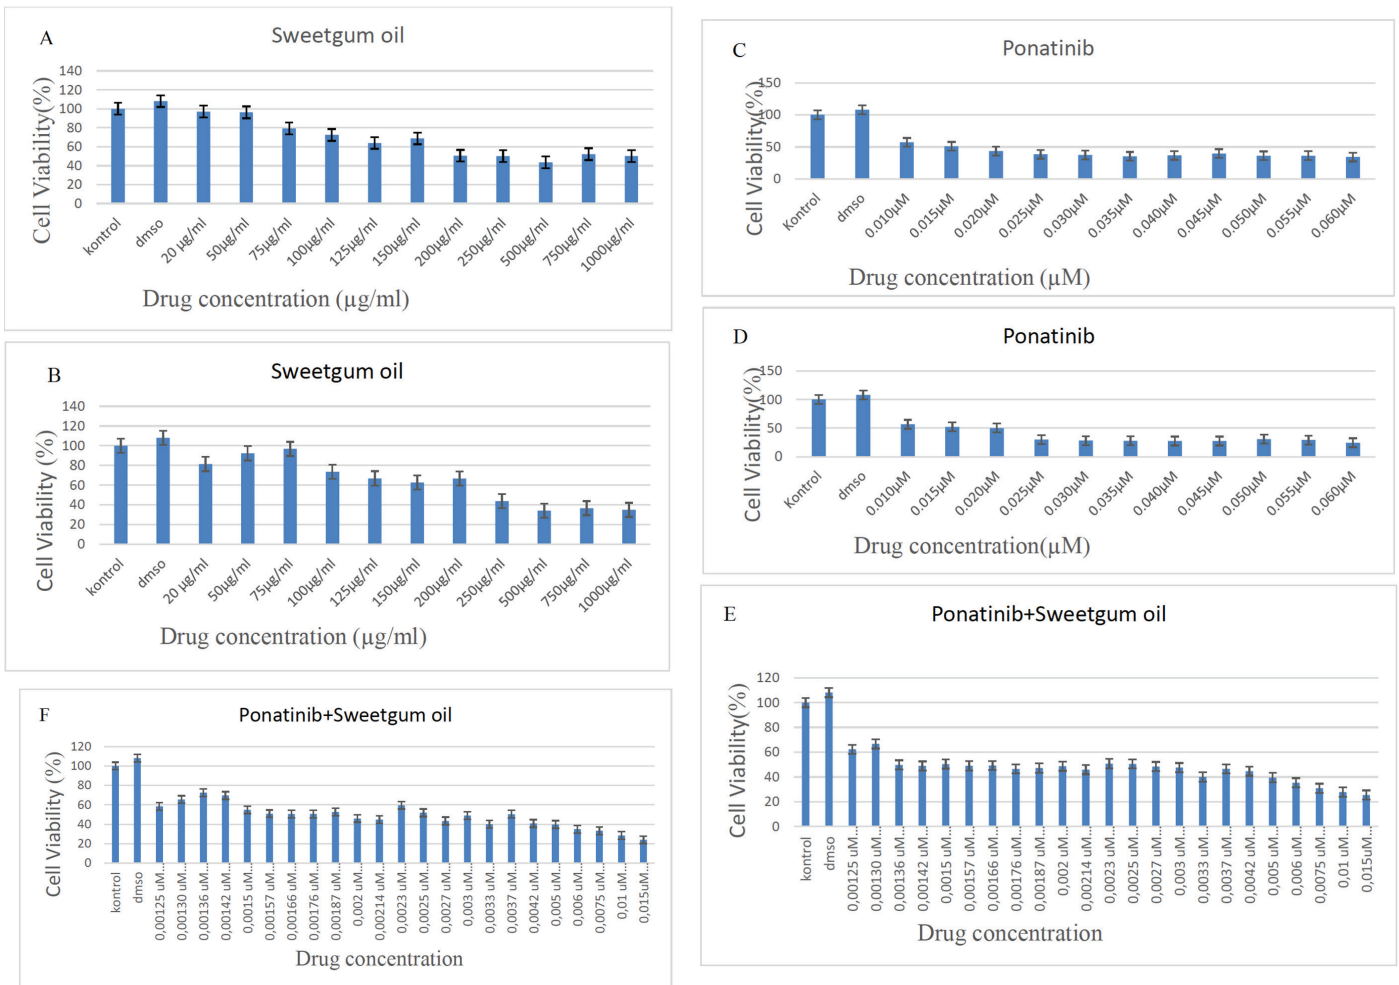 A
Sweetgum oil
Cell Viability(%)
140
120
100
80
60
40
20
0
kontrol
dmso
20 µg/ml
50µg/ml
75µg/ml
100µg/ml
125µg/ml
150µg/ml
200µg/ml
250µg/ml
500µg/ml
750µg/ml
1000µg/ml
Drug concentration (µg/ml)
B
Sweetgum oil
Cell Viability (%)
140
120
100
80
60
40
20
0
kontrol
dmso
20 µg/ml
50µg/ml
75µg/ml
100µg/ml
125µg/ml
150µg/ml
200µg/ml
250µg/ml
500µg/ml
750µg/ml
1000µg/ml
Drug concentration (µg/ml)
F
Ponatinib+Sweetgum oil
Cell Viability (%)
120
100
80
60
40
20
0
kontrol
dmso
0,00125 uM...
0,00130 uM...
0,00136 uM...
0,00142 uM...
0,0015 uM...
0,00157 uM...
0,00166 uM...
0,00176 uM...
0,00187 uM...
0,002 uM...
0,00214 uM...
0,0023 uM...
0,0025 uM...
0,0027 uM...
0,003 uM...
0,0033 uM...
0,0037 uM...
0,0042 uM...
0,005 uM...
0,006 uM...
0,0075 uM...
0,01 uM...
0,015uM...
Drug concentration
C
Ponatinib
Cell Viability(%)
150
100
50
0
Kontrol
dmso
0.010µM
0.015µM
0.020µM
0.025µM
0.030µM
0.035µM
0.040µM
0.045µM
0.050µM
0.055µM
0.060µM
Drug concentration (µM)
D
Ponatinib
Cell Viability(%)
150
100
50
0
Kontrol
dmso
0.010µM
0.015µM
0.020µM
0.025µM
0.030µM
0.035µM
0.040µM
0.045µM
0.050µM
0.055µM
0.060µM
Drug concentration(µM)
E
Ponatinib+Sweetgum oil
Cell Viability(%)
120
100
80
60
40
20
0
kontrol
dmso
0,00125 uM...
0,00130 uM...
0,00136 uM...
0,00142 uM...
0,0015 uM...
0,00157 uM...
0,00166 uM...
0,00176 uM...
0,00187 uM...
0,002 uM...
0,00214 uM...
0,0023 uM...
0,0025 uM...
0,0027 uM...
0,003 uM...
0,0033 uM...
0,0037 uM...
0,0042 uM...
0,005 uM...
0,006 uM...
0,0075 uM...
0,01 uM...
0,015uM...
Drug concentration